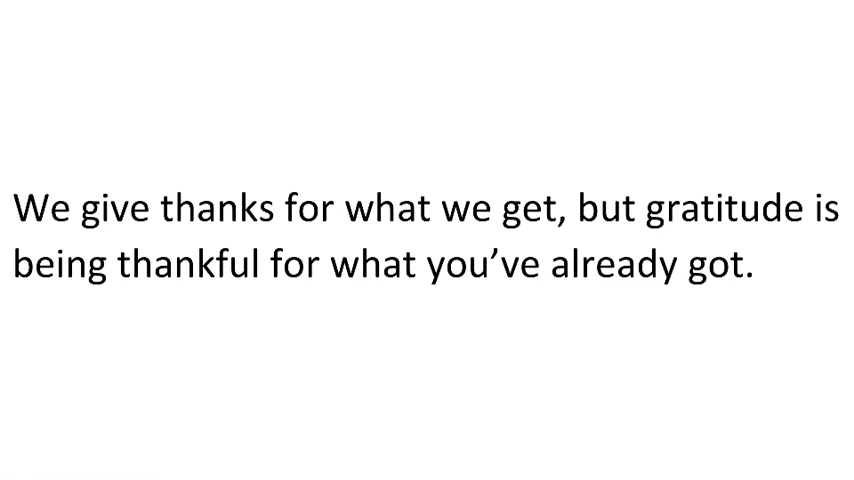 We give thanks for what we get, but gratitude is
being thankful for what you’ve already got.